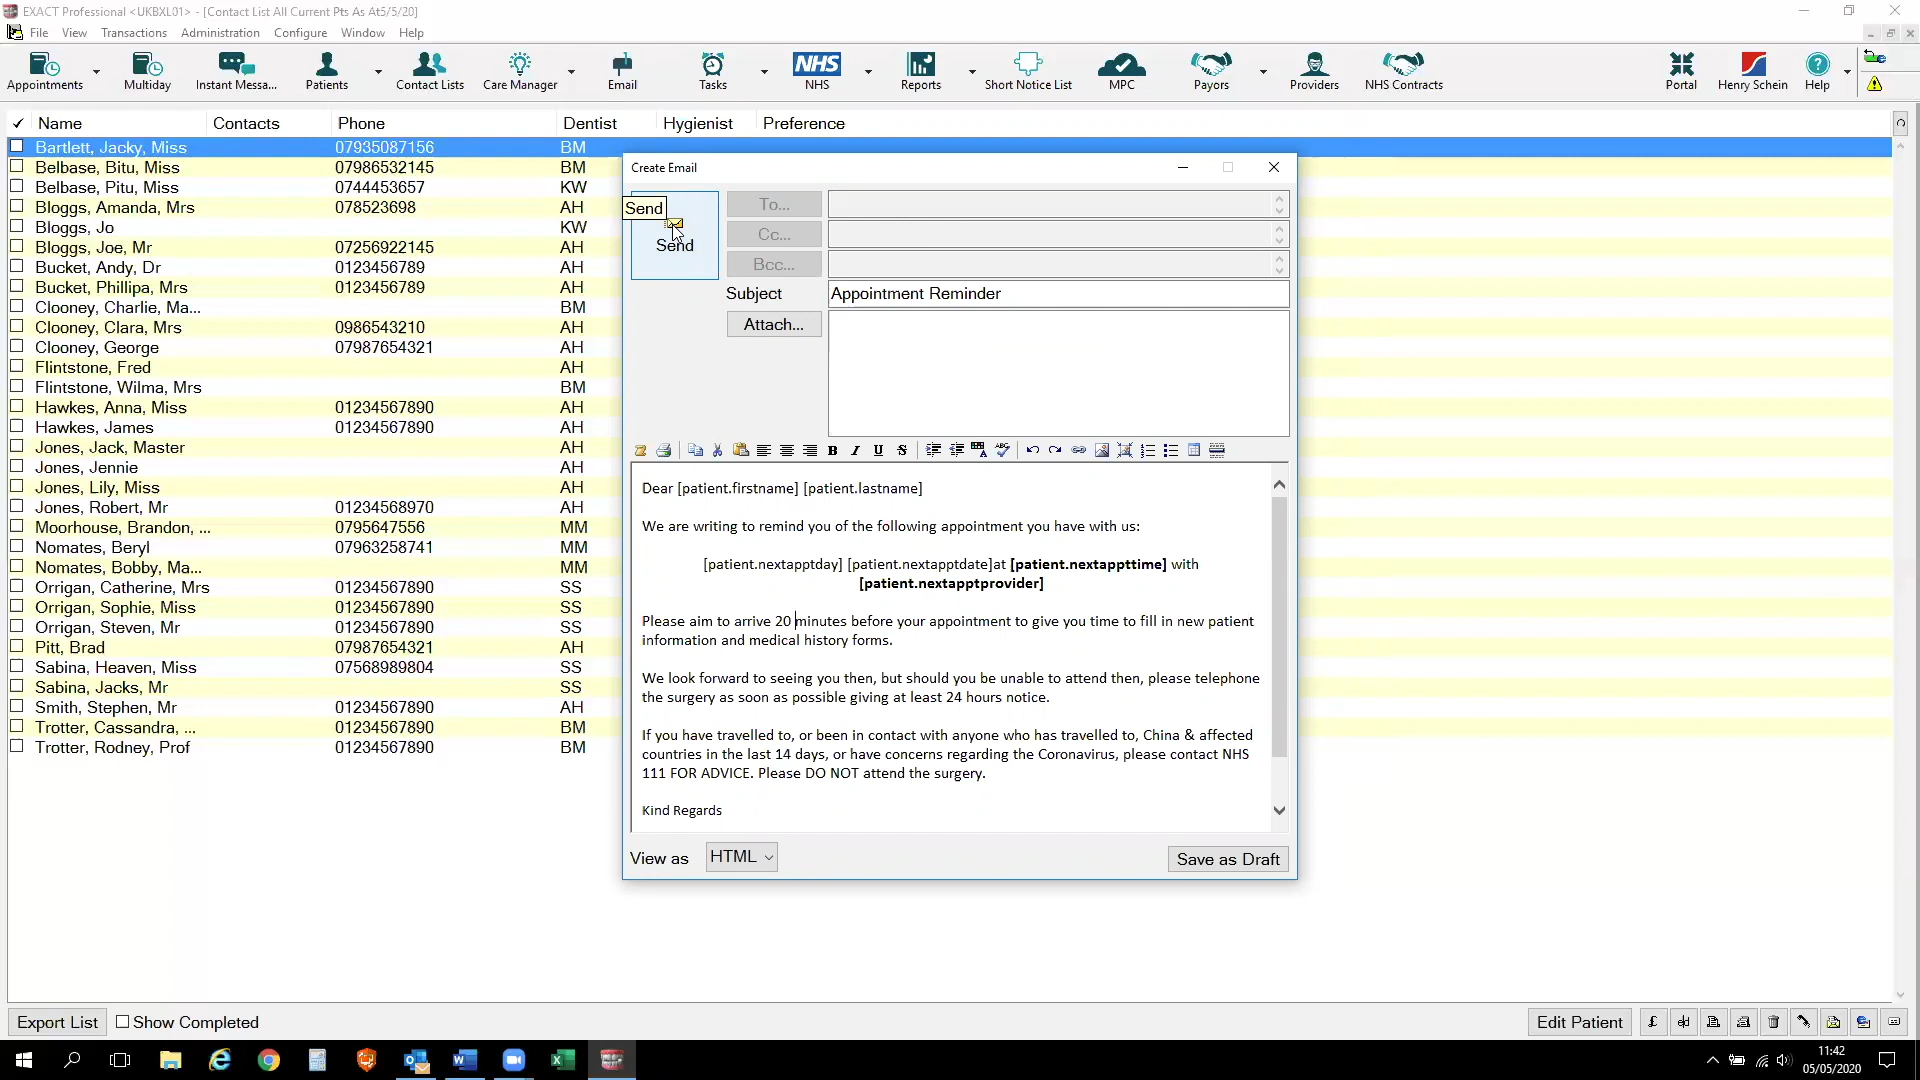 EXACT Professional <UKBXL01> - [Contact List All Current Pts As At5/5/20]
File View Transactions Administration Configure Window Help
Appointments Multiday Instant Messa... Patients Contact Lists Care Manager Email Tasks NHS NHS Reports Short Notice List MPC Payors Providers NHS Contracts Portal Henry Schein Help
Name Contacts Phone Dentist Hygienist Preference
Bartlett, Jacky, Miss 07935087156 BM
Belbase, Bitu, Miss 07986532145 BM
Belbase, Pitu, Miss 0744453657 KW
Bloggs, Amanda, Mrs 078523698 AH
Bloggs, Jo KW
Bloggs, Joe, Mr 07256922145 AH
Bucket, Andy, Dr 0123456789 AH
Bucket, Phillipa, Mrs 0123456789 AH
Clooney, Charlie, Ma... BM
Clooney, Clara, Mrs 0986543210 AH
Clooney, George 07987654321 AH
Flintstone, Fred AH
Flintstone, Wilma, Mrs BM
Hawkes, Anna, Miss 01234567890 AH
Hawkes, James 01234567890 AH
Jones, Jack, Master AH
Jones, Jennie AH
Jones, Lily, Miss AH
Jones, Robert, Mr 01234568970 AH
Moorhouse, Brandon, ... 0795647556 MM
Nomates, Beryl 07963258741 MM
Nomates, Bobby, Ma... MM
Orrigan, Catherine, Mrs 01234567890 SS
Orrigan, Sophie, Miss 01234567890 SS
Orrigan, Steven, Mr 01234567890 SS
Pitt, Brad 07987654321 AH
Sabina, Heaven, Miss 07568989804 SS
Sabina, Jacks, Mr SS
Smith, Stephen, Mr 01234567890 AH
Trotter, Cassandra, ... 01234567890 BM
Trotter, Rodney, Prof 01234567890 BM
Create Email
Send
Send
To...
Cc...
Bcc...
Subject Appointment Reminder
Attach...
Dear [patient.firstname] [patient.lastname]
We are writing to remind you of the following appointment you have with us:
[patient.nextapptday] [patient.nextapptdate]at [patient.nextappttime] with
[patient.nextapptprovider]
Please aim to arrive 20 minutes before your appointment to give you time to fill in new patient
information and medical history forms.
We look forward to seeing you then, but should you be unable to attend then, please telephone
the surgery as soon as possible giving at least 24 hours notice.
If you have travelled to, or been in contact with anyone who has travelled to, China & affected
countries in the last 14 days, or have concerns regarding the Coronavirus, please contact NHS
111 FOR ADVICE. Please DO NOT attend the surgery.
Kind Regards
View as HTML Save as Draft
Export List Show Completed Edit Patient
11:42
05/05/2020